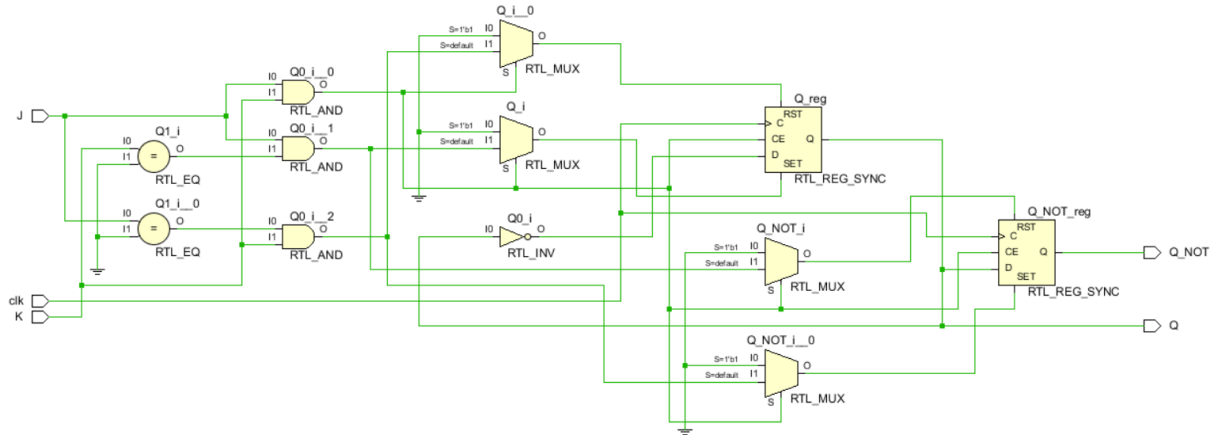 Q_i__0
S=1'b1 I0
S=default I1
O
S
RTL_MUX
Q0_i__0
I0
I1
O
RTL_AND
Q_i
S=1'b1 I0
S=default I1
O
S
RTL_MUX
Q_reg
RST
C
CE
D
SET
Q
RTL_REG_SYNC
J
Q1_i
I0
I1
=
O
RTL_EQ
Q0_i__1
I0
I1
O
RTL_AND
Q1_i__0
I0
I1
=
O
RTL_EQ
Q0_i__2
I0
I1
O
RTL_AND
Q0_i
I0
O
RTL_INV
Q_NOT_i
S=1'b1 I0
S=default I1
O
S
RTL_MUX
Q_NOT_reg
RST
C
CE
D
SET
Q
RTL_REG_SYNC
Q_NOT
clk
K
Q
Q_NOT_i__0
S=1'b1 I0
S=default I1
O
S
RTL_MUX